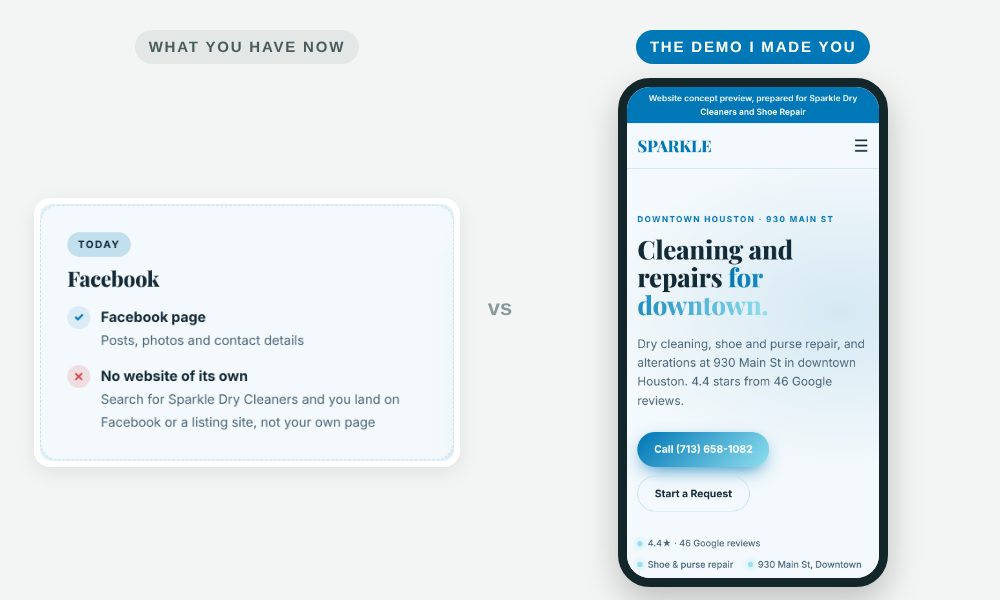 WHAT YOU HAVE NOW
TODAY
Facebook
Facebook page
Posts, photos and contact details
No website of its own
Search for Sparkle Dry Cleaners and you land on
Facebook or a listing site, not your own page
vs
THE DEMO I MADE YOU
Website concept preview, prepared for Sparkle Dry
Cleaners and Shoe Repair
SPARKLE
DOWNTOWN HOUSTON · 930 MAIN ST
Cleaning and
repairs for
downtown.
Dry cleaning, shoe and purse repair, and
alterations at 930 Main St in downtown
Houston. 4.4 stars from 46 Google
reviews.
Call (713) 658-1082
Start a Request
4.4★ · 46 Google reviews
Shoe & purse repair
930 Main St, Downtown